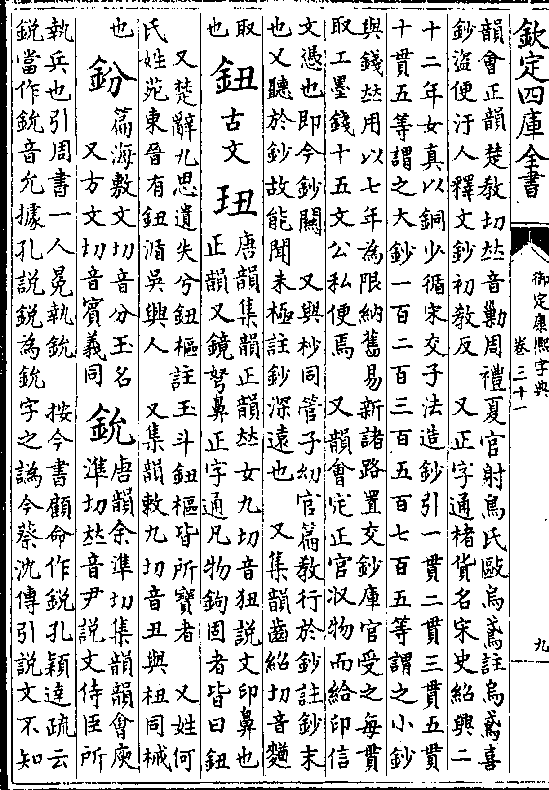 欽定四庫全書
御定康熙字典
卷三十一
九
韻會正韻楚教切𠀤音勦周禮夏官射鳥氏毆烏鳶註烏鳶喜
鈔盜便汙人釋文鈔初教反　又正字通楮貨名宋史紹興二
十二年女真以銅少循宋交子法造鈔引一貫二貫三貫五貫
十貫五等謂之大鈔一百二百三百五百七百五等謂之小鈔
與錢𠀤用以七年為限納舊易新諸路置交鈔庫官受之每貫
取工墨錢十五文公私便焉　又韻會定正官收物而給印信
文憑也即今鈔關　又與杪同管子幼官篇教行於鈔註鈔末
也又聽於鈔故能聞未極註鈔深遠也　又集韻齒紹切音麨
取也　鈕　古文　㺲　唐韻集韻正韻𠀤女九切音狃說文印鼻也
正韻又鏡弩鼻正字通凡物鉤固者皆曰鈕
又楚辭九思遺失兮鈕樞註玉斗鈕樞皆所寶者　又姓何
氏姓苑東晉有鈕滔吳興人　又集韻敕九切音丑與杻同械
也　鈖　篇海敷文切音分玉名
又方文切音賓義同　鈗　唐韻余準切集韻韻會庾
準切𠀤音尹說文侍臣所
執兵也引周書一人冕執鈗　按今書顧命作銳孔穎達疏云
銳當作鈗音允據孔說銳為鈗字之譌今蔡沈傳引說文不知